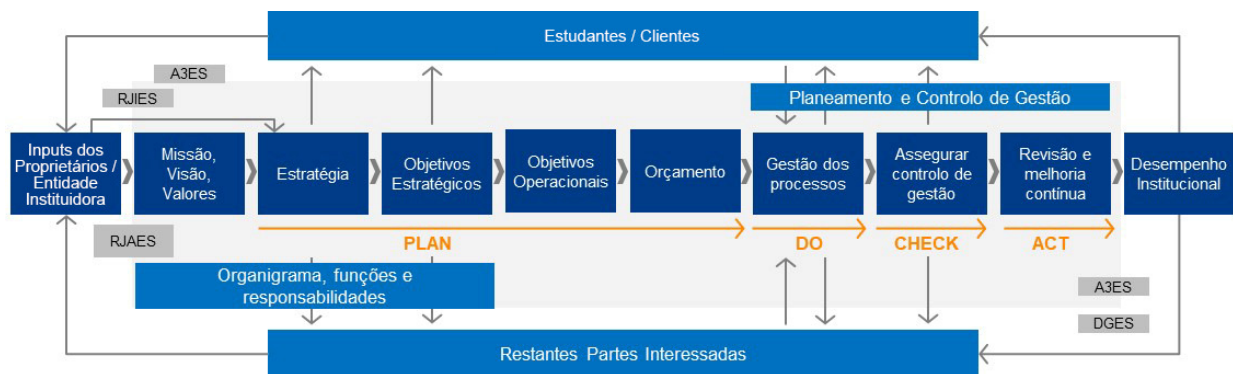 Estudantes / Clientes
A3ES
RJIES
Planeamento e Controlo de Gestão
Inputs dos
Proprietários /
Entidade
Instituidora
Missão,
Visão,
Valores
Estratégia
Objetivos
Estratégicos
Objetivos
Operacionais
Orçamento
Gestão dos
processos
Assegurar
controlo de
gestão
Revisão e
melhoria
contínua
Desempenho
Institucional
RJAES
PLAN
DO
CHECK
ACT
Organigrama, funções e
responsabilidades
A3ES
DGES
Restantes Partes Interessadas